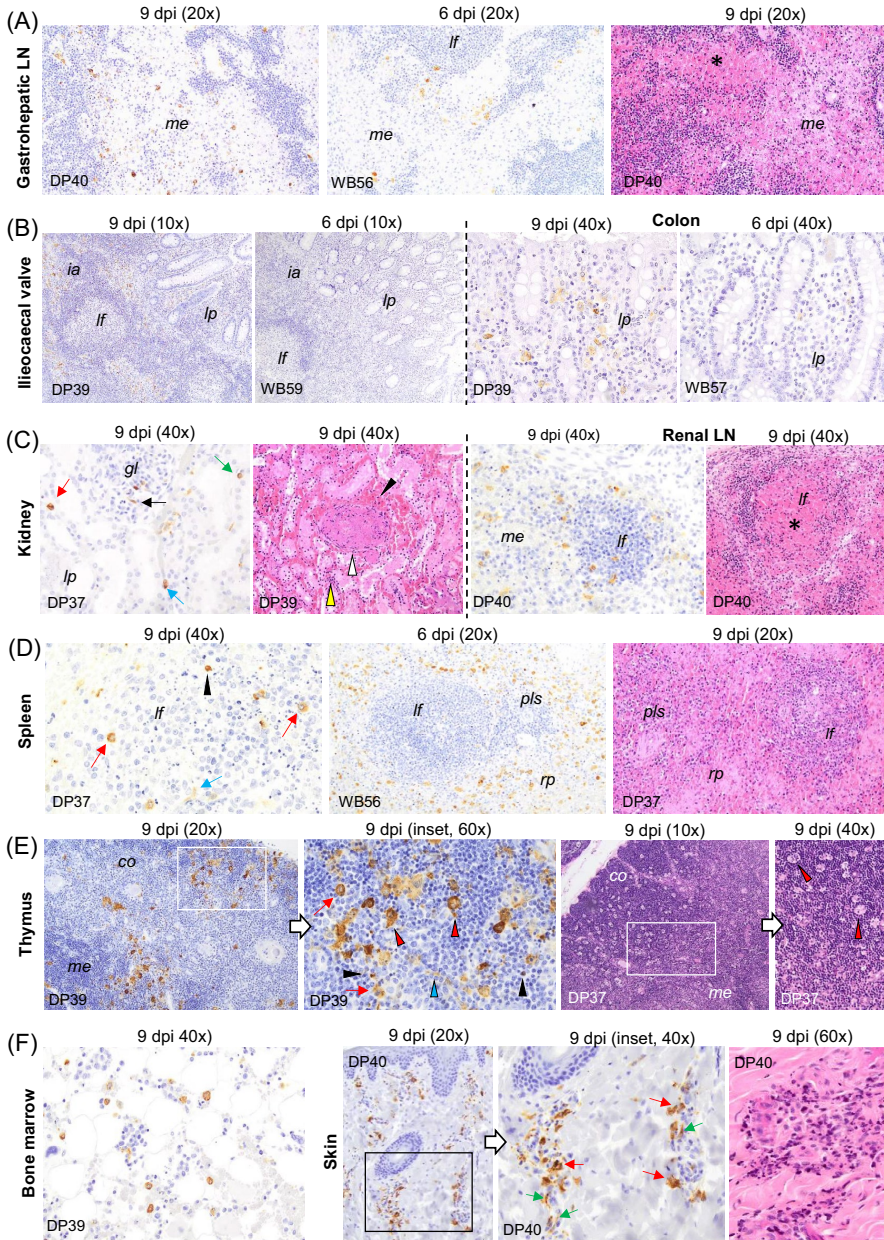 (A)
9 dpi (20x)
6 dpi (20x)
9 dpi (20x)
Gastrohepatic LN
me
DP40
lf
me
WB56
*
me
DP40
(B)
9 dpi (10x)
6 dpi (10x)
9 dpi (40x)
Colon
6 dpi (40x)
Ilieocaecal valve
ia
lf
lp
DP39
ia
lp
lf
WB59
lp
DP39
lp
WB57
(C)
9 dpi (40x)
9 dpi (40x)
9 dpi (40x)
Renal LN
9 dpi (40x)
Kidney
gl
lp
DP37
DP39
me
lf
DP40
lf
*
DP40
(D)
9 dpi (40x)
6 dpi (20x)
9 dpi (20x)
Spleen
lf
DP37
lf
pls
rp
WB56
pls
lf
rp
DP37
(E)
9 dpi (20x)
9 dpi (inset, 60x)
9 dpi (10x)
9 dpi (40x)
Thymus
co
me
DP39
DP39
co
me
DP37
DP37
(F)
9 dpi 40x)
9 dpi (20x)
9 dpi (inset, 40x)
9 dpi (60x)
Bone marrow
DP39
Skin
DP40
DP40
DP40